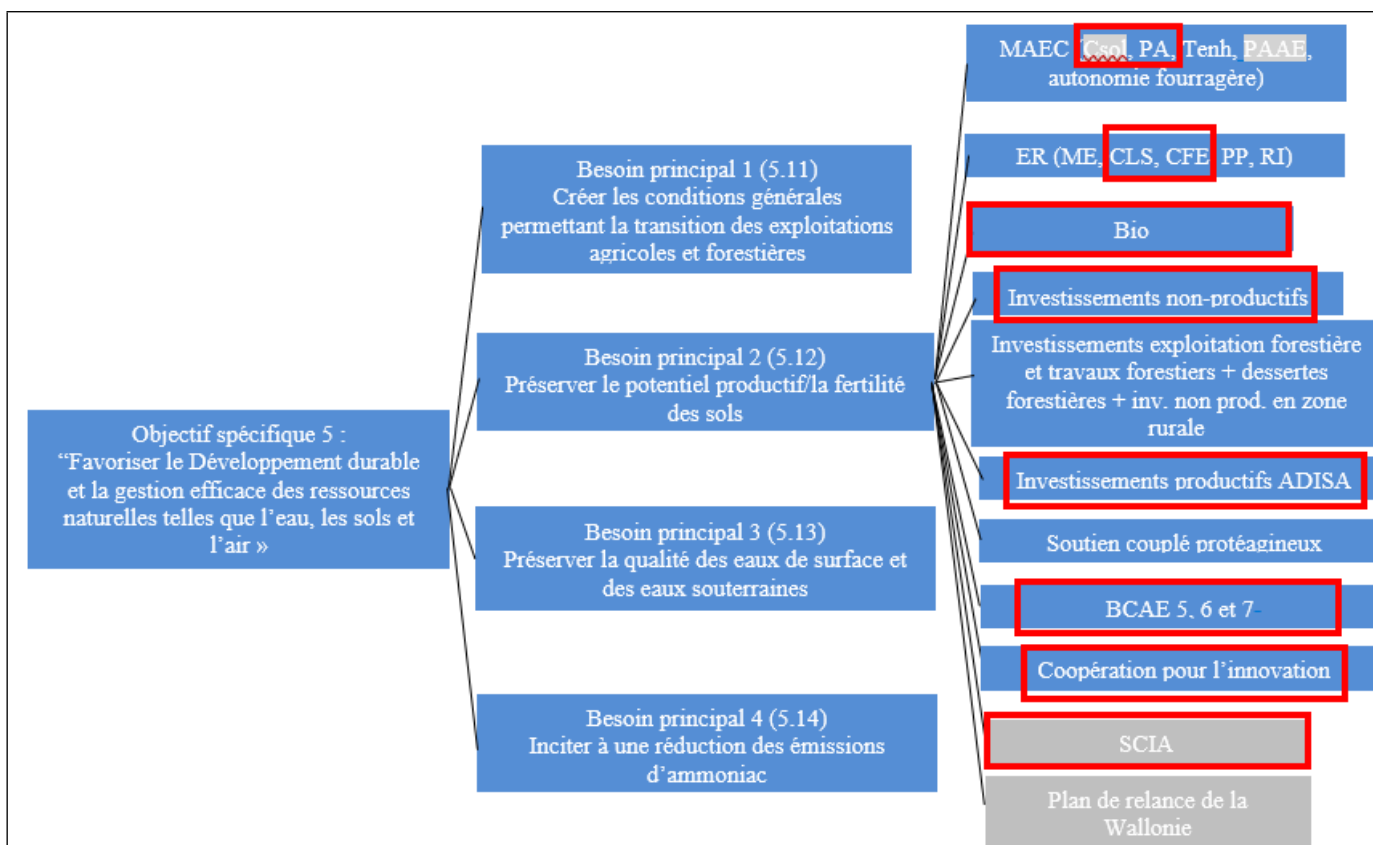 Objectif spécifique 5 :
“Favoriser le Développement durable
et la gestion efficace des ressources
naturelles telles que l’eau, les sols et
l’air »
Besoin principal 1 (5.11)
Créer les conditions générales
permettant la transition des exploitations
agricoles et forestières
Besoin principal 2 (5.12)
Préserver le potentiel productif/la fertilité
des sols
Besoin principal 3 (5.13)
Préserver la qualité des eaux de surface et
des eaux souterraines
Besoin principal 4 (5.14)
Inciter à une réduction des émissions
d’ammoniac
MAEC (Csol, PA, Tenh, PAAE,
autonomie fourragère)
ER (ME, CLS, CFE, PP, RI)
Bio
Investissements non-productifs
Investissements exploitation forestière
et travaux forestiers + dessertes
forestières + inv. non prod. en zone
rurale
Investissements productifs ADISA
Soutien couplé protéagineux
BCAE 5, 6 et 7-
Coopération pour l’innovation
SCIA
Plan de relance de la
Wallonie